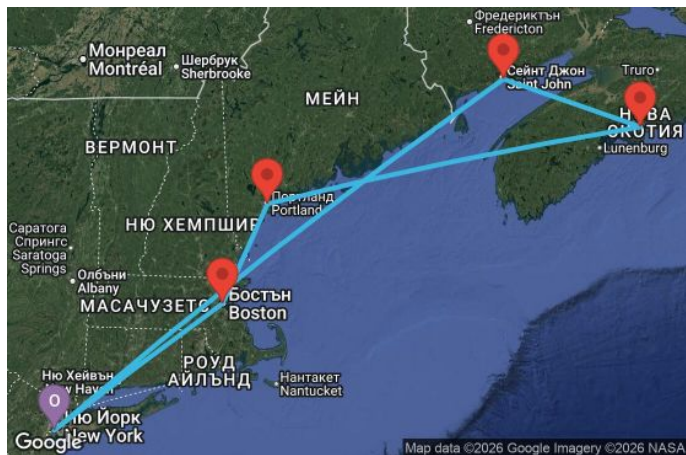 Фредериктън
Fredericton
Монреал
Montréal
Шербрук
Sherbrooke
Сейнт Джон
Saint John
Truro
МЕЙН
НОВА
СКОТИЯ
Lunenburg
ВЕРМОНТ
Портланд
Portland
НЮ ХЕМПШИР
Саратога
Спрингс
Saratoga
Springs
Олбъни
Albany
МАСАЧУЗЕТС
Бостън
Boston
РОУД
АЙЛЪНД
Нантакет
Nantucket
Ню Хейвън
New Haven
O
Ню Йорк
New York
Google
Map data ©2026 Google Imagery ©2026 NASA